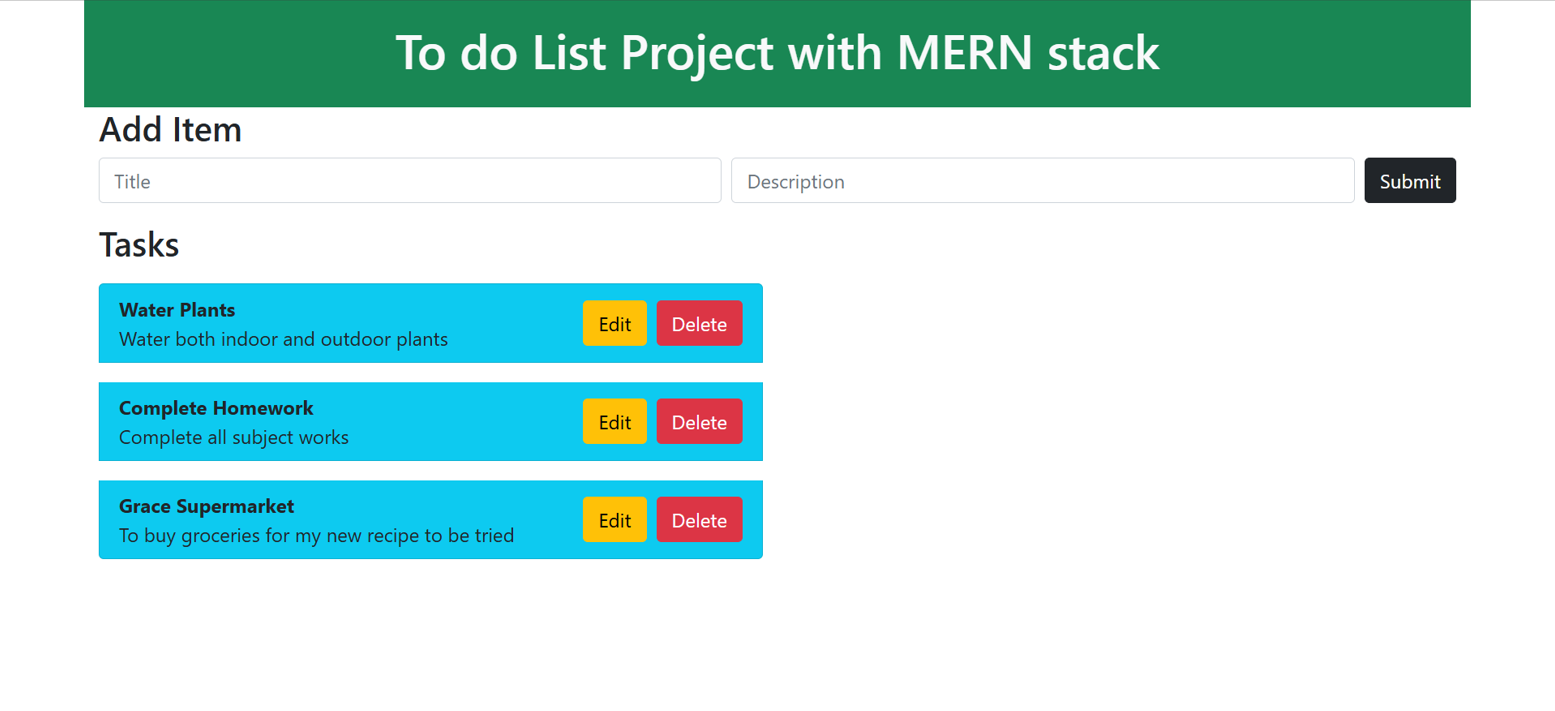 To do List Project with MERN stack
Add Item
Title Description Submit
Tasks
Water Plants
Water both indoor and outdoor plants
Edit Delete
Complete Homework
Complete all subject works
Edit Delete
Grace Supermarket
To buy groceries for my new recipe to be tried
Edit Delete